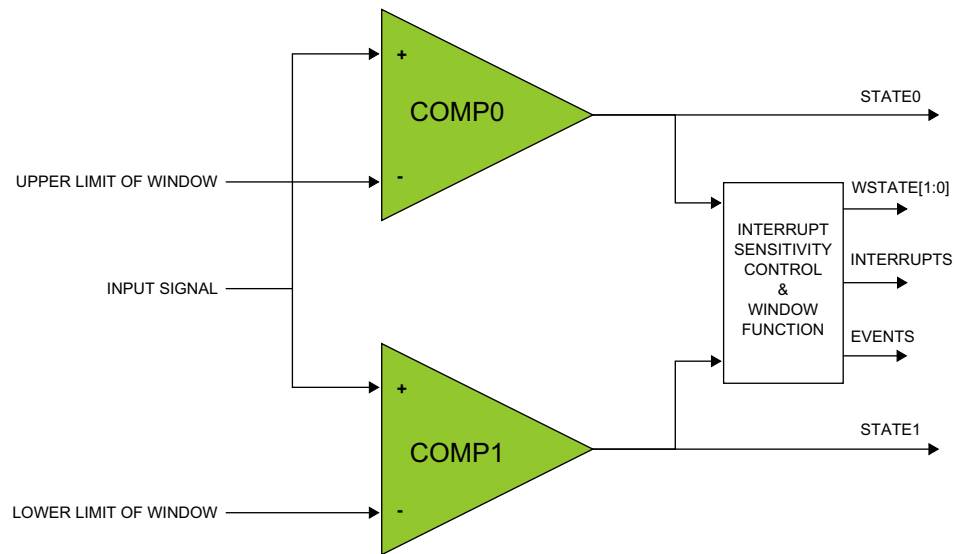 +
COMP0
-
STATE0
UPPER LIMIT OF WINDOW
WSTATE[1:0]
INTERRUPT
SENSITIVITY
CONTROL
&
WINDOW
FUNCTION
INTERRUPTS
EVENTS
INPUT SIGNAL
+
COMP1
-
STATE1
LOWER LIMIT OF WINDOW